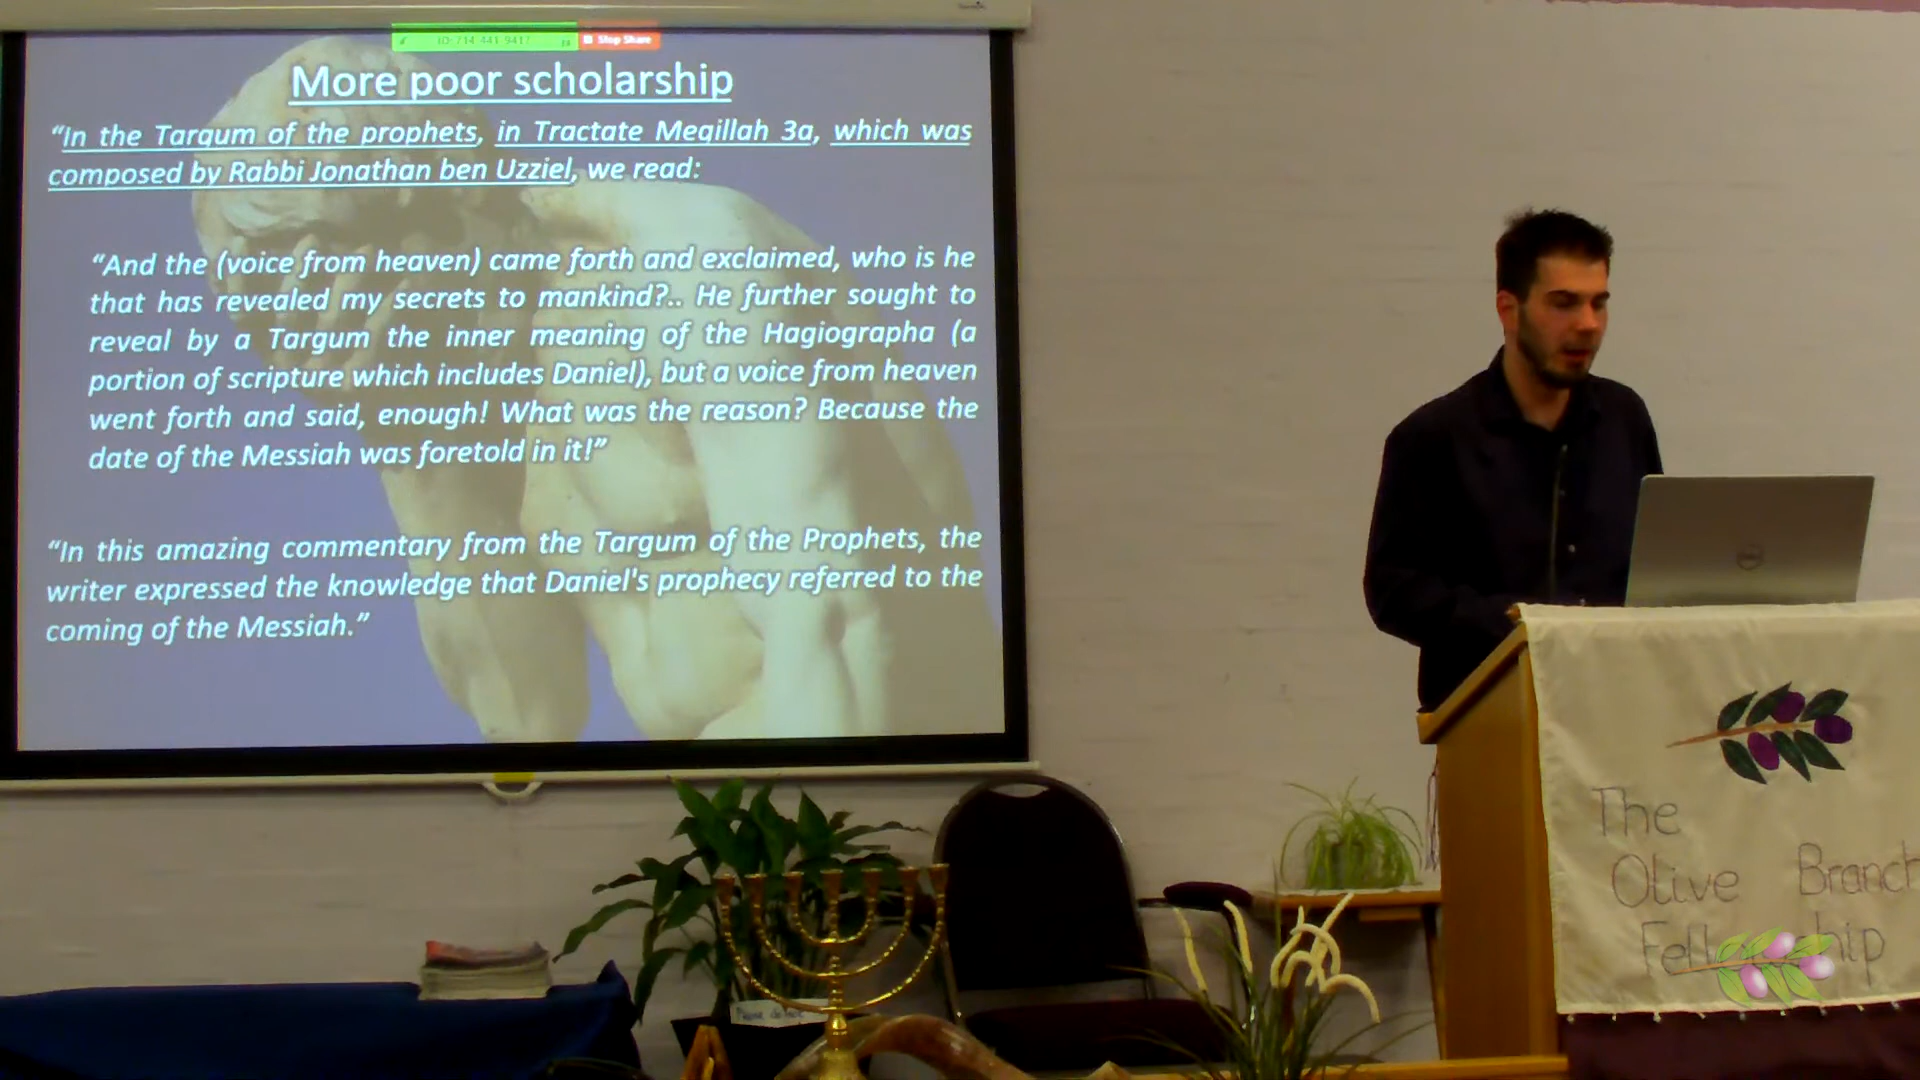 ID: 714-441-9417
Stop Share
More poor scholarship
“In the Targum of the prophets, in Tractate Megillah 3a, which was
composed by Rabbi Jonathan ben Uzziel, we read:
“And the (voice from heaven) came forth and exclaimed, who is he
that has revealed my secrets to mankind?.. He further sought to
reveal by a Targum the inner meaning of the Hagiographa (a
portion of scripture which includes Daniel), but a voice from heaven
went forth and said, enough! What was the reason? Because the
date of the Messiah was foretold in it!”
“In this amazing commentary from the Targum of the Prophets, the
writer expressed the knowledge that Daniel's prophecy referred to the
coming of the Messiah.”
DELL
The
Olive Branch
Fellowship